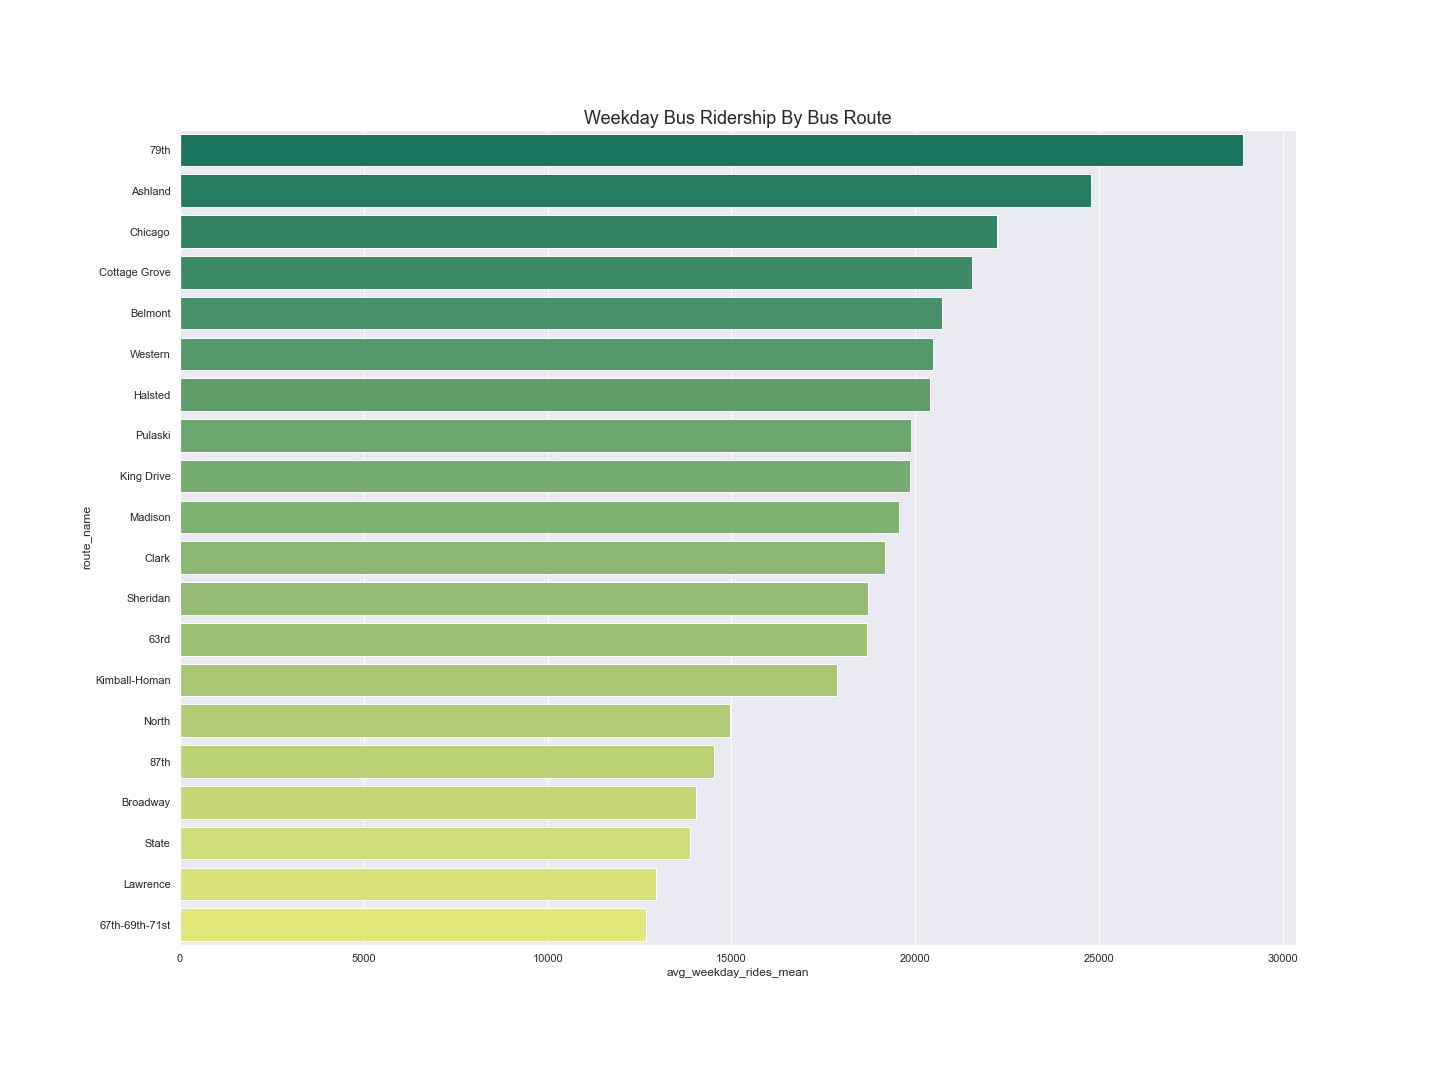 Weekday Bus Ridership By Bus Route
79th
Ashland
Chicago
Cottage Grove
Belmont
Western
Halsted
Pulaski
King Drive
Madison
Clark
Sheridan
63rd
Kimball-Homan
North
87th
Broadway
State
Lawrence
67th-69th-71st
route_name
0 5000 10000 15000 20000 25000 30000
avg_weekday_rides_mean